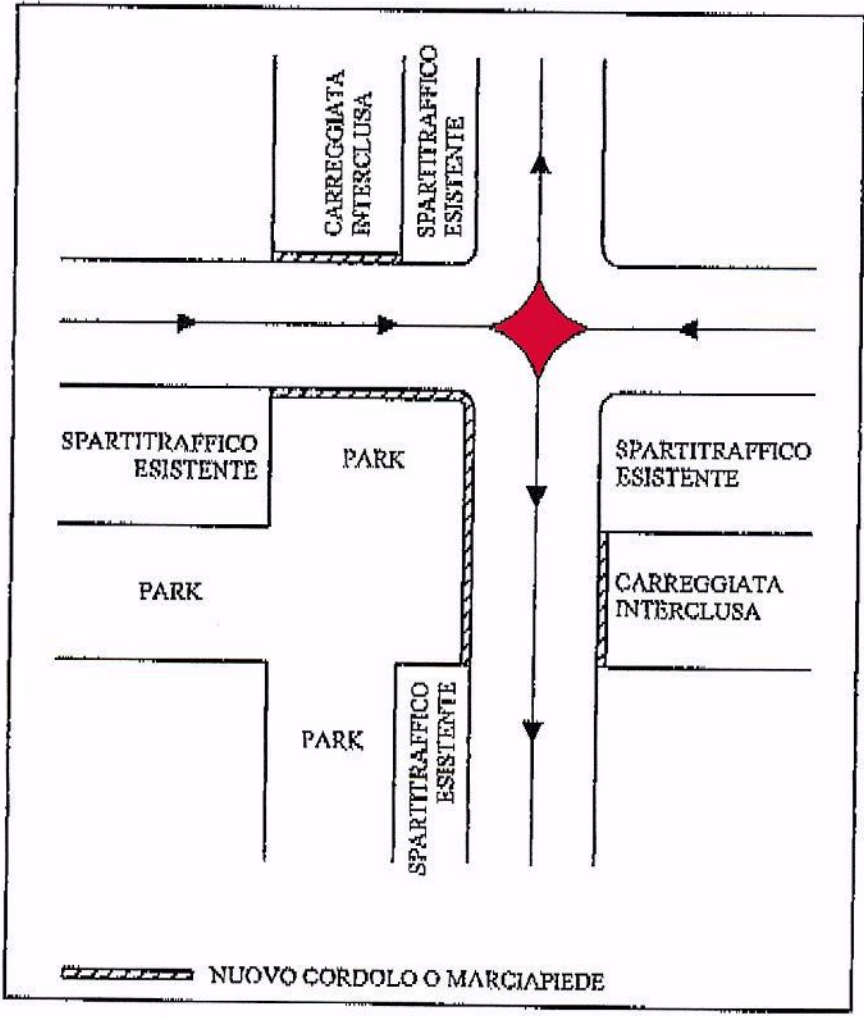 CARREGGIATA
INTERCLUSA
SPARTITRAFFICO
ESISTENTE
SPARTITRAFFICO
ESISTENTE
PARK
SPARTITRAFFICO
ESISTENTE
PARK
CARREGGIATA
INTERCLUSA
PARK
SPARTITRAFFICO
ESISTENTE
NUOVO CORDOLO O MARCIAPIEDE